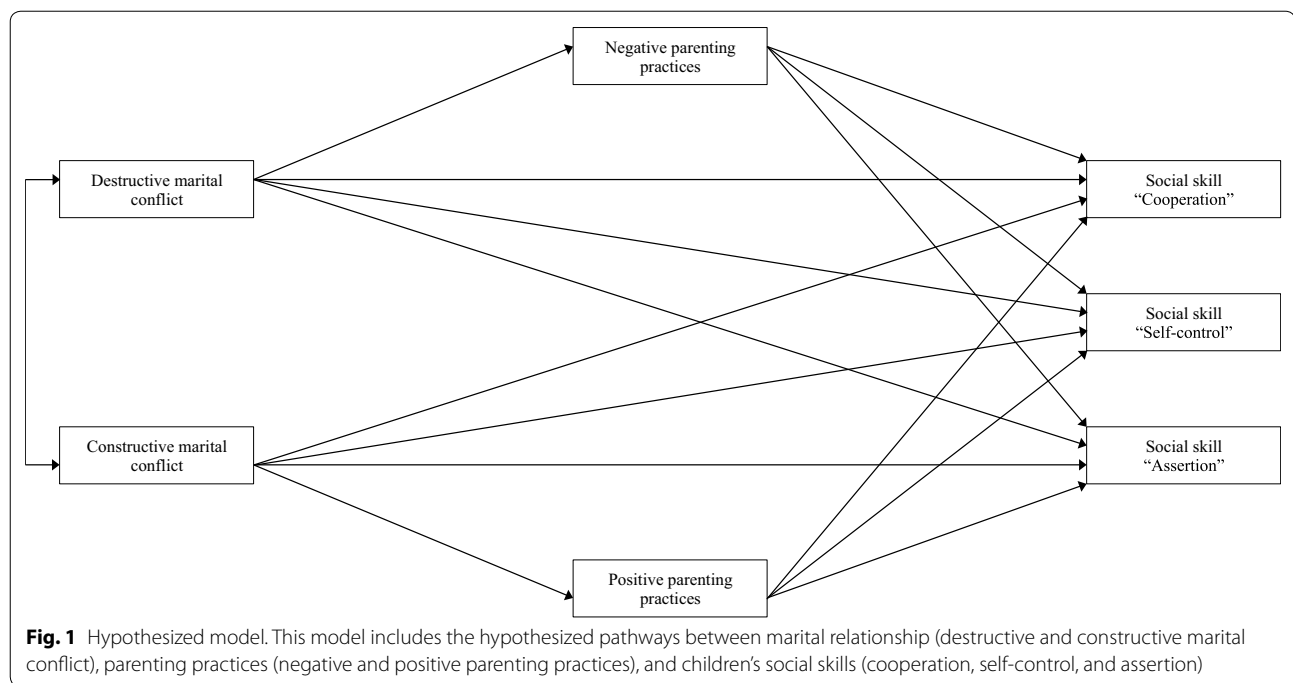 Negative parenting
practices
Destructive marital
conflict
Social skill
“Cooperation”
Social skill
“Self-control”
Constructive marital
conflict
Social skill
“Assertion”
Positive parenting
practices
Fig. 1 Hypothesized model. This model includes the hypothesized pathways between marital relationship (destructive and constructive marital
conflict), parenting practices (negative and positive parenting practices), and children’s social skills (cooperation, self-control, and assertion)